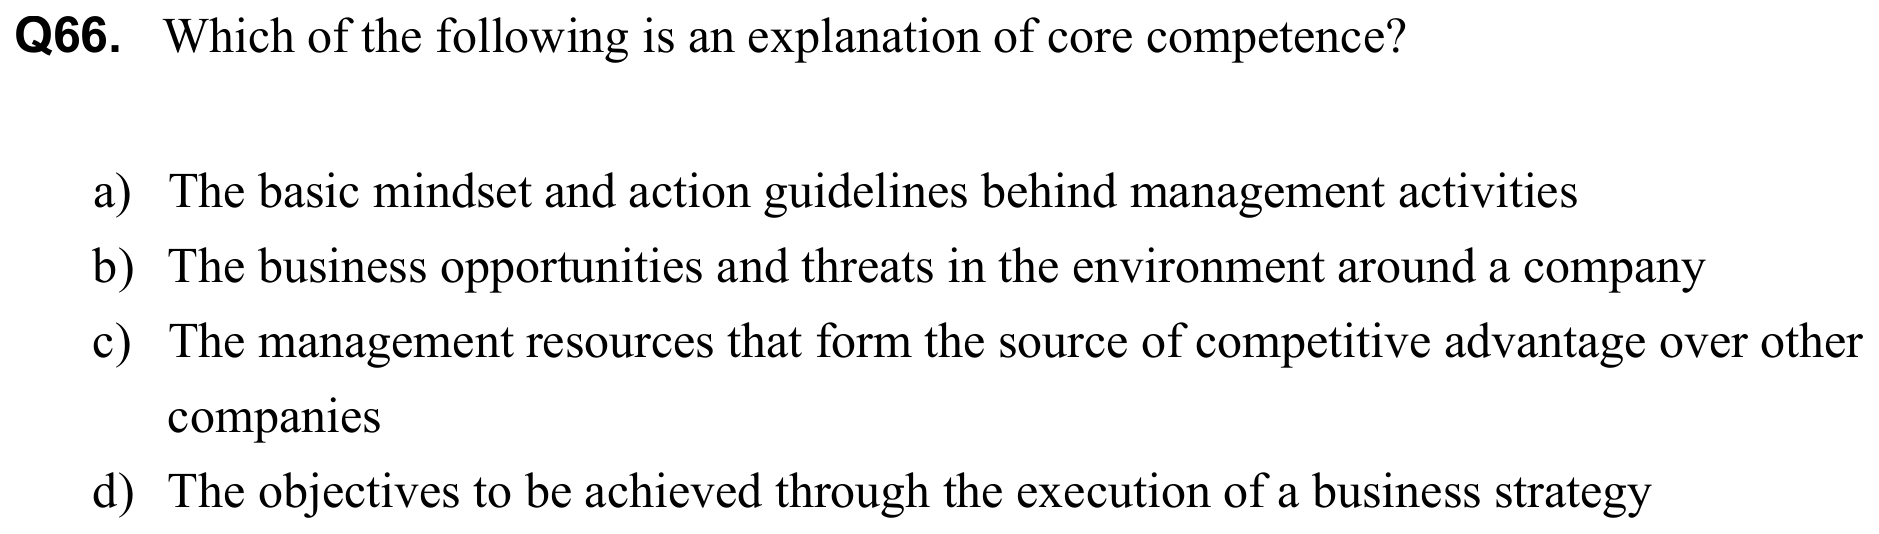 Q66. Which of the following is an explanation of core competence?
a) The basic mindset and action guidelines behind management activities
b) The business opportunities and threats in the environment around a company
c) The management resources that form the source of competitive advantage over other
companies
d) The objectives to be achieved through the execution of a business strategy